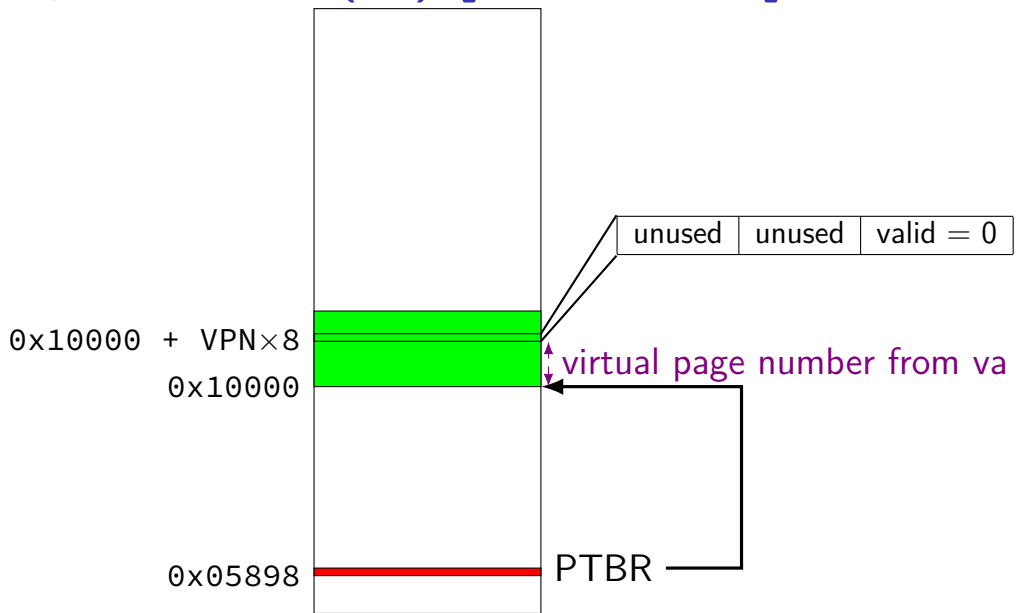 unused unused valid = 0
0x10000 + VPN×8
virtual page number from va
0x10000
PTBR
0x05898